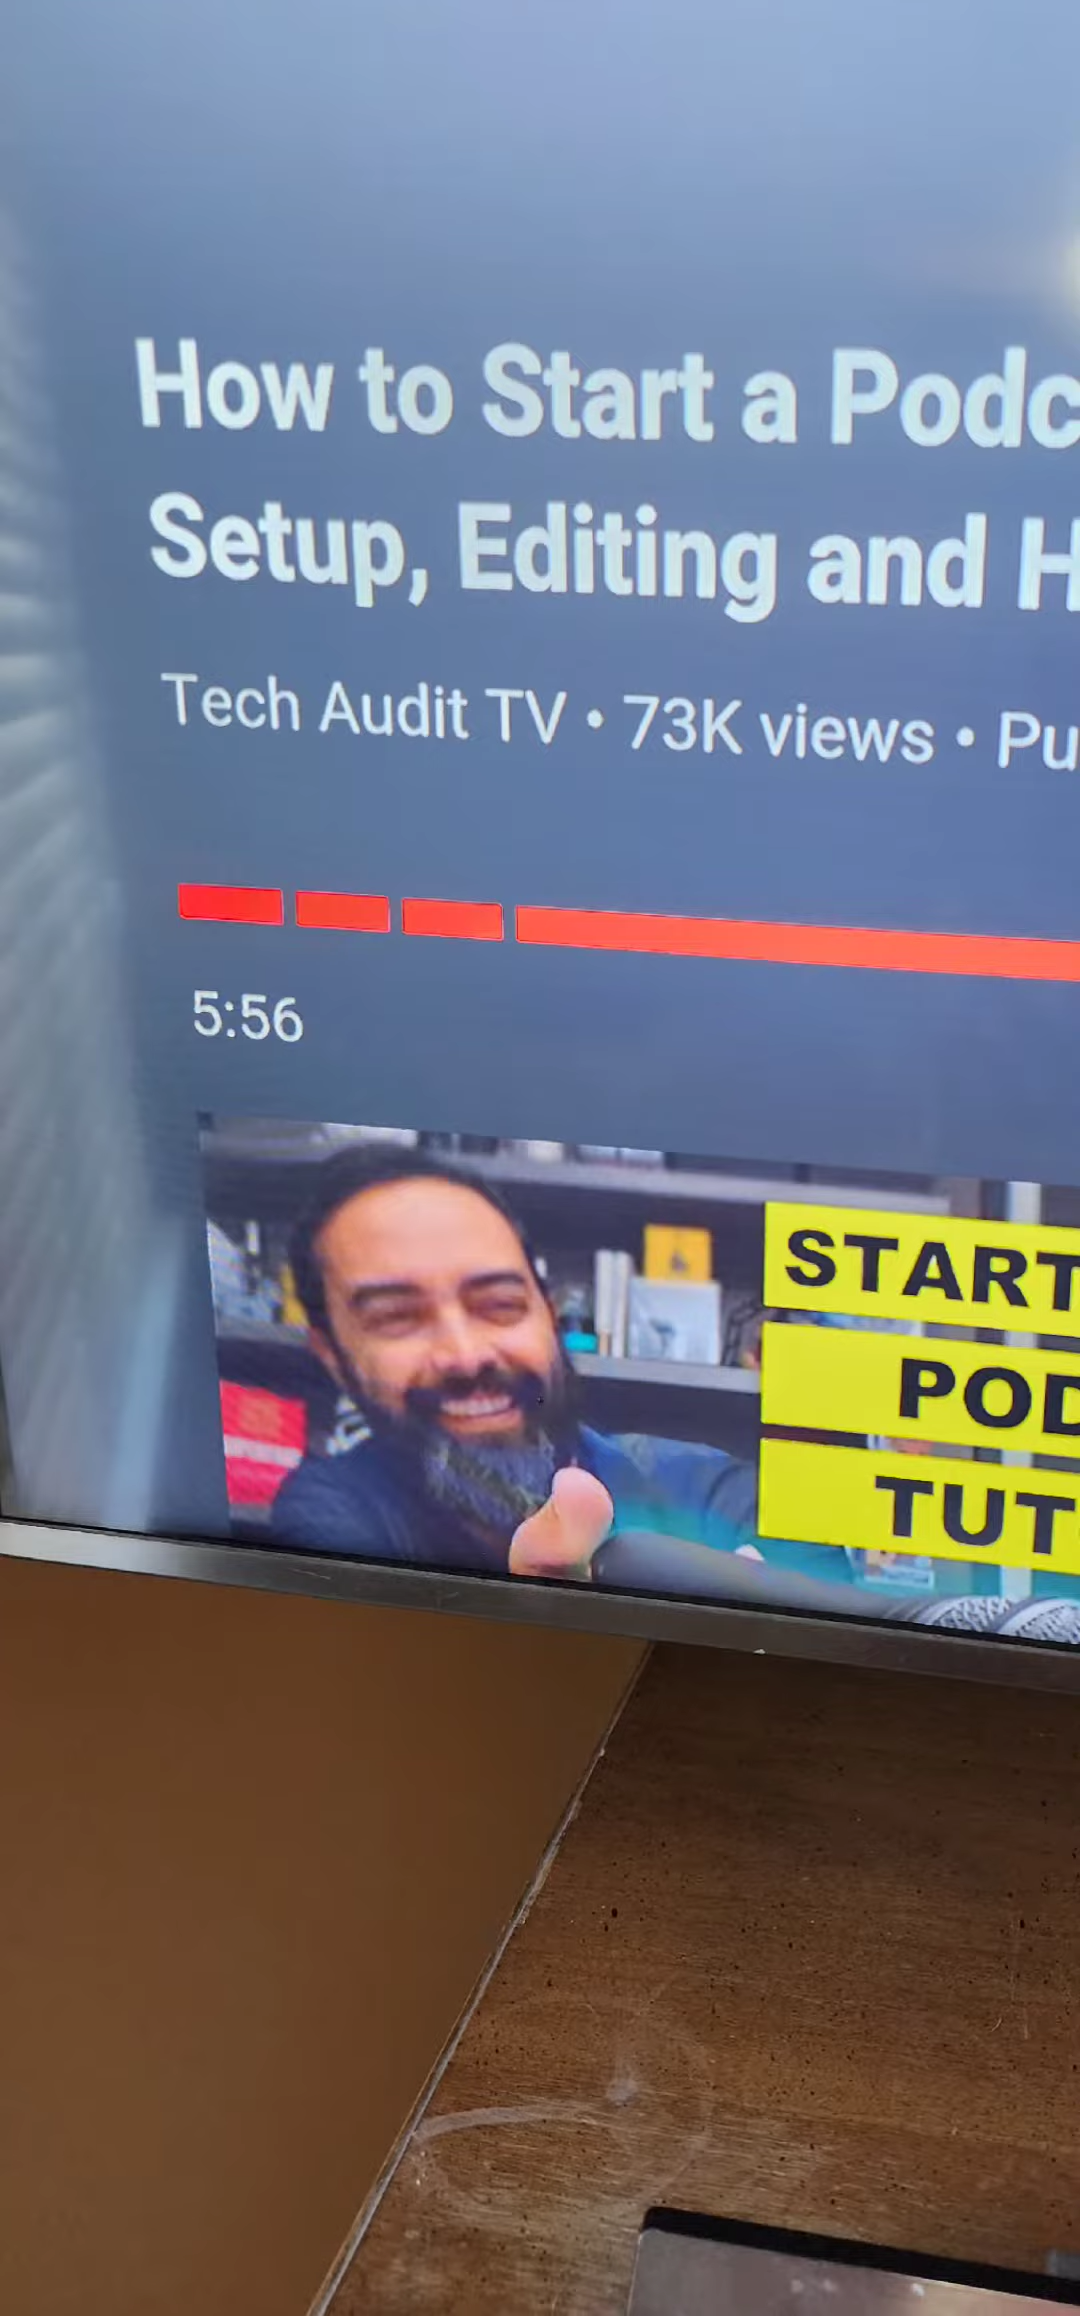 How to Start a Podc
Setup, Editing and H
Tech Audit TV • 73K views • Pu
5:56
START
POD
TUT